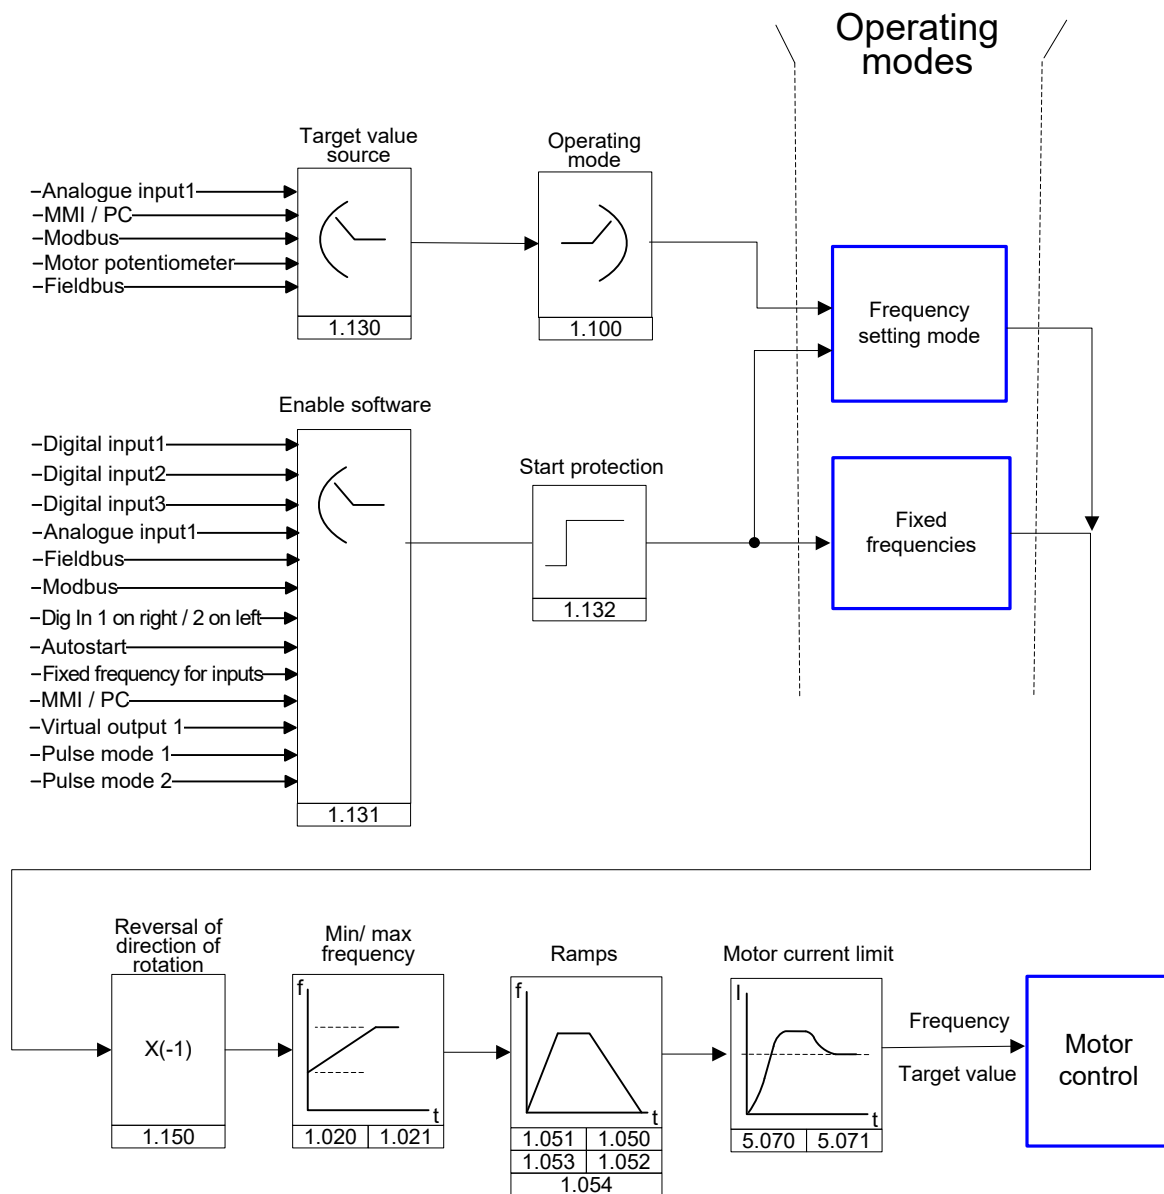 Operating
modes
Target value
source
Operating
mode
–Analogue input1
–MMI / PC
–Modbus
–Motor potentiometer
–Fieldbus
1.130
1.100
Frequency
setting mode
Enable software
–Digital input1
–Digital input2
–Digital input3
–Analogue input1
–Fieldbus
–Modbus
–Dig In 1 on right / 2 on left
–Autostart
–Fixed frequency for inputs
–MMI / PC
–Virtual output 1
–Pulse mode 1
–Pulse mode 2
1.131
Start protection
1.132
Fixed
frequencies
Reversal of
direction of
rotation
X(-1)
1.150
Min/ max
frequency
f
t
1.020 1.021
Ramps
f
t
1.051 1.050
1.053 1.052
1.054
Motor current limit
I
t
5.070 5.071
Frequency
Target value
Motor
control